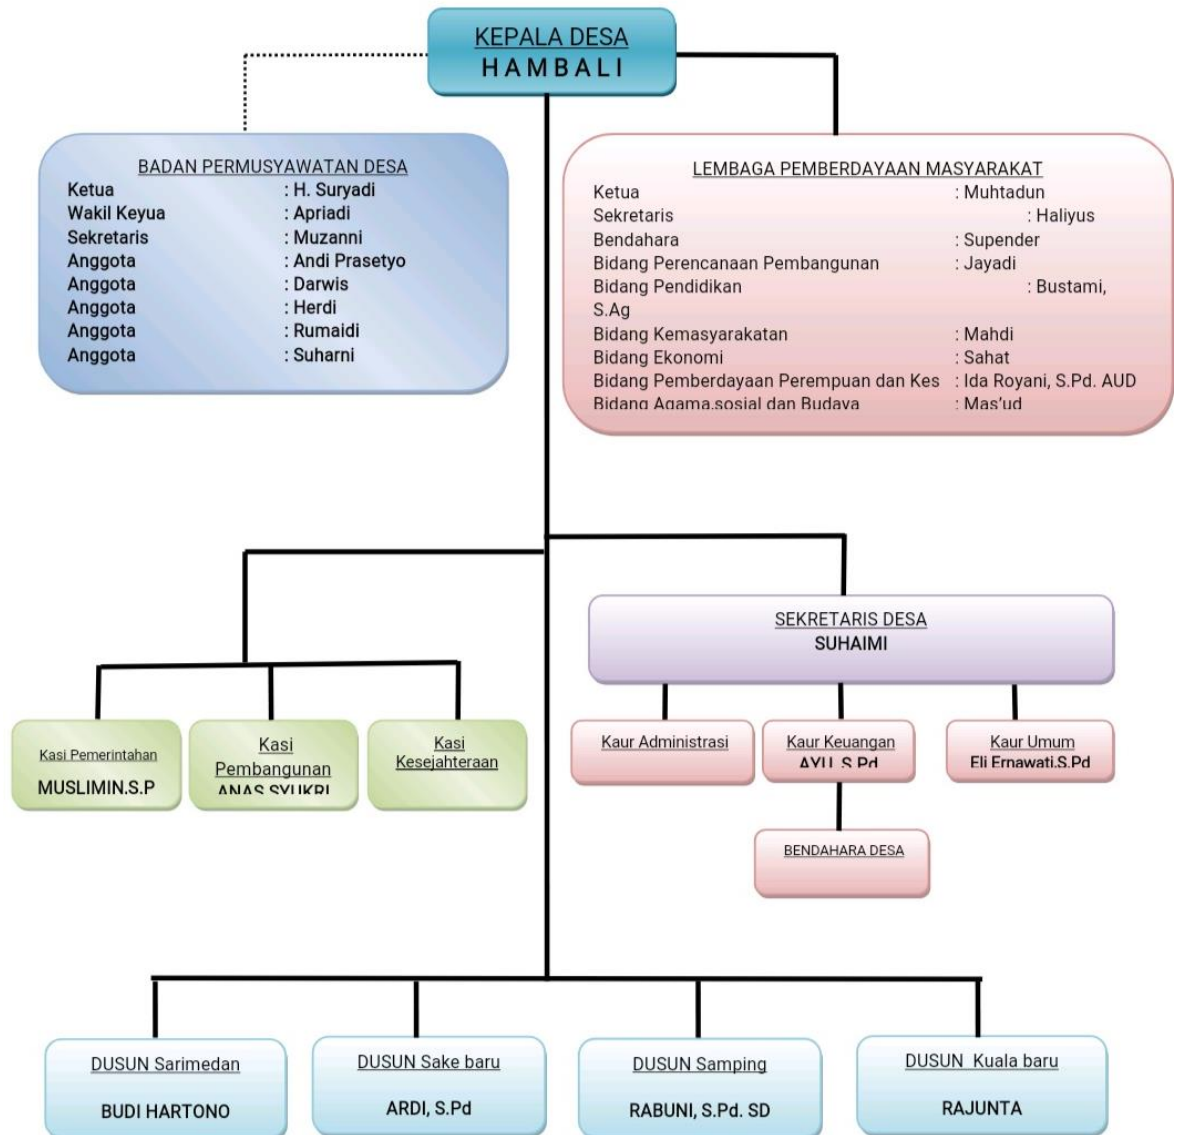 KEPALA DESA
HAMBALI
BADAN PERMUSYAWATAN DESA
Ketua : H. Suryadi
Wakil Keyua : Apriadi
Sekretaris : Muzanni
Anggota : Andi Prasetyo
Anggota : Darwis
Anggota : Herdi
Anggota : Rumaidi
Anggota : Suharni
LEMBAGA PEMBERDAYAAN MASYARAKAT
Ketua : Muhtadun
Sekretaris : Haliyus
Bendahara : Supender
Bidang Perencanaan Pembangunan : Jayadi
Bidang Pendidikan : Bustami,
S.Ag
Bidang Kemasyarakatan : Mahdi
Bidang Ekonomi : Sahat
Bidang Pemberdayaan Perempuan dan Kes : Ida Royani, S.Pd. AUD
Bidang Agama.sosial dan Budaya : Mas'ud
SEKRETARIS DESA
SUHAIMI
Kasi Pemerintahan
MUSLIMIN.S.P
Kasi
Pembangunan
ANAS SYUKRI
Kasi
Kesejahteraan
Kaur Administrasi
Kaur Keuangan
AYU, S.Pd
Kaur Umum
Eli Ernawati.S.Pd
BENDAHARA DESA
DUSUN Sarimedan
BUDI HARTONO
DUSUN Sake baru
ARDI, S.Pd
DUSUN Samping
RABUNI, S.Pd. SD
DUSUN Kuala baru
RAJUNTA